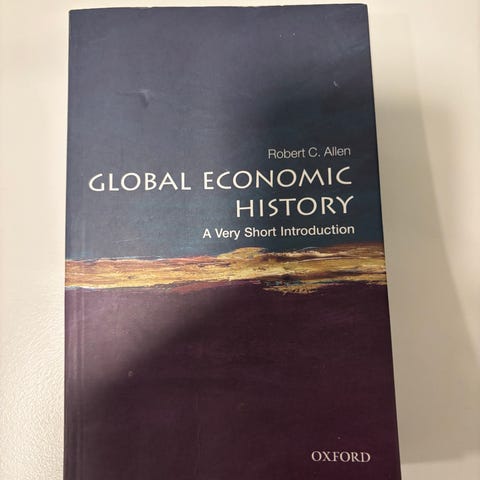 Robert C. Allen
GLOBAL ECONOMIC
HISTORY
A Very Short Introduction
OXFORD